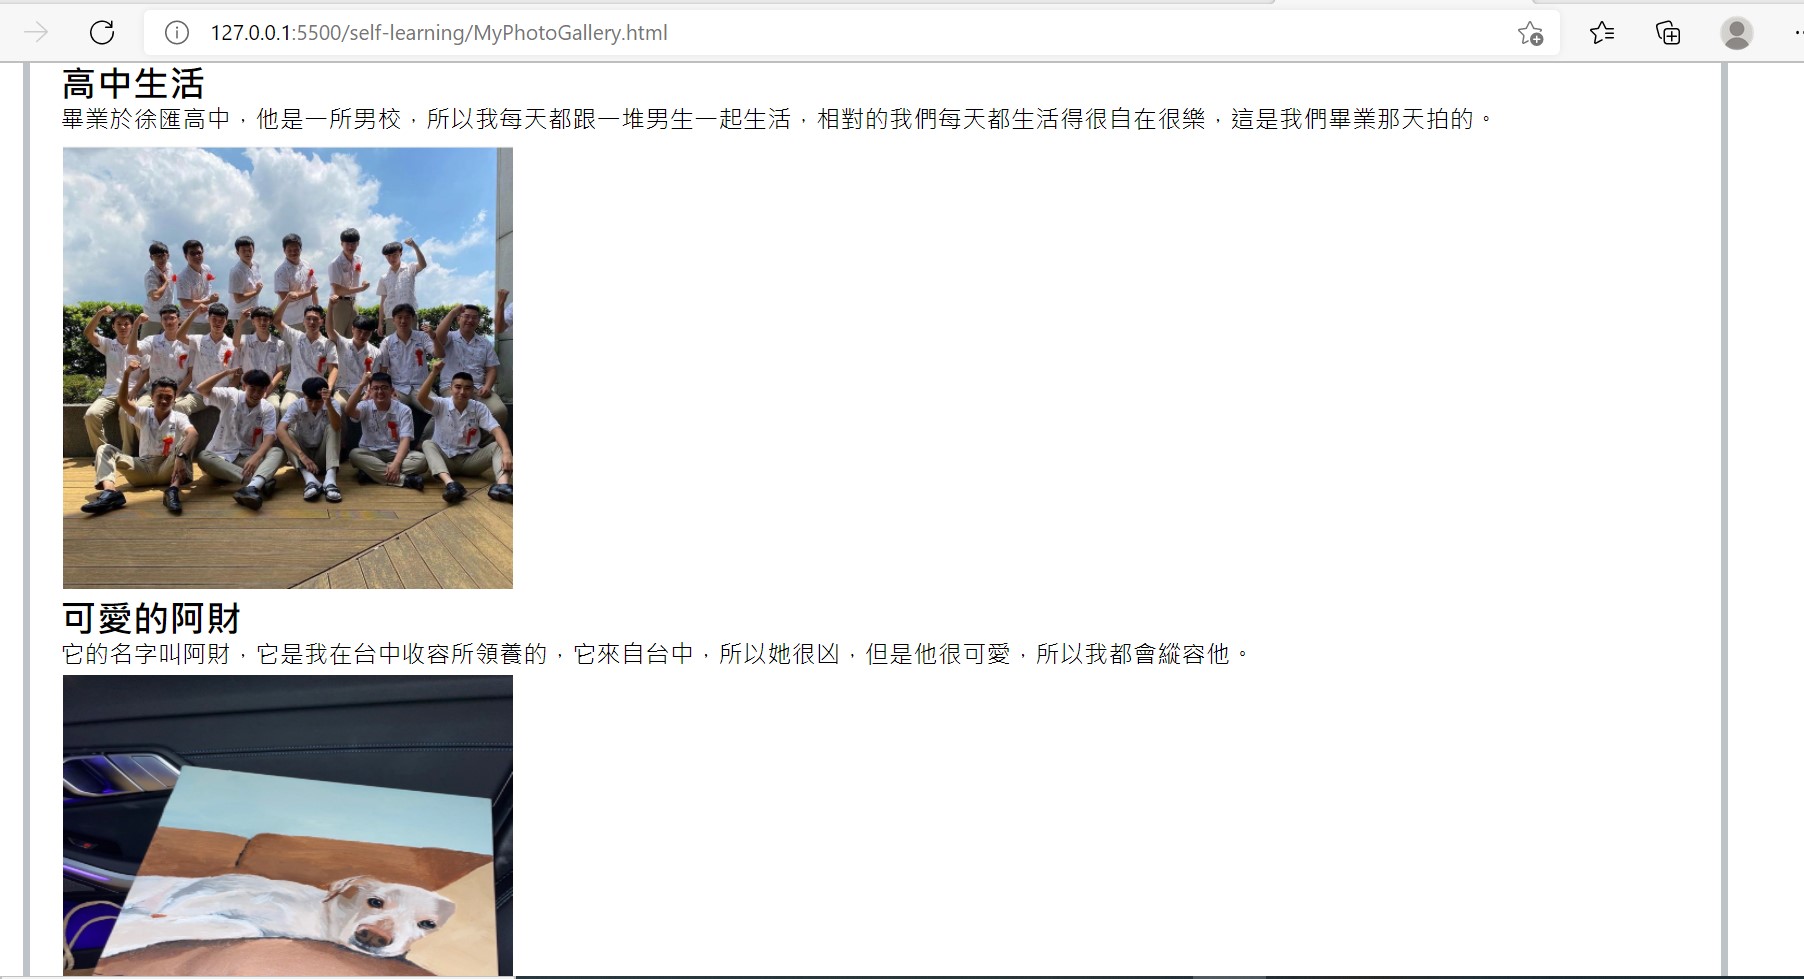 127.0.0.1:5500/self-learning/MyPhotoGallery.html
高中生活
畢業於徐匯高中，他是一所男校，所以我每天都跟一堆男生一起生活，相對的我們每天都生活得很自在很樂，這是我們畢業那天拍的。
可愛的阿財
它的名字叫阿財，它是我在台中收容所領養的，它來自台中，所以她很凶，但是他很可愛，所以我都會縱容他。